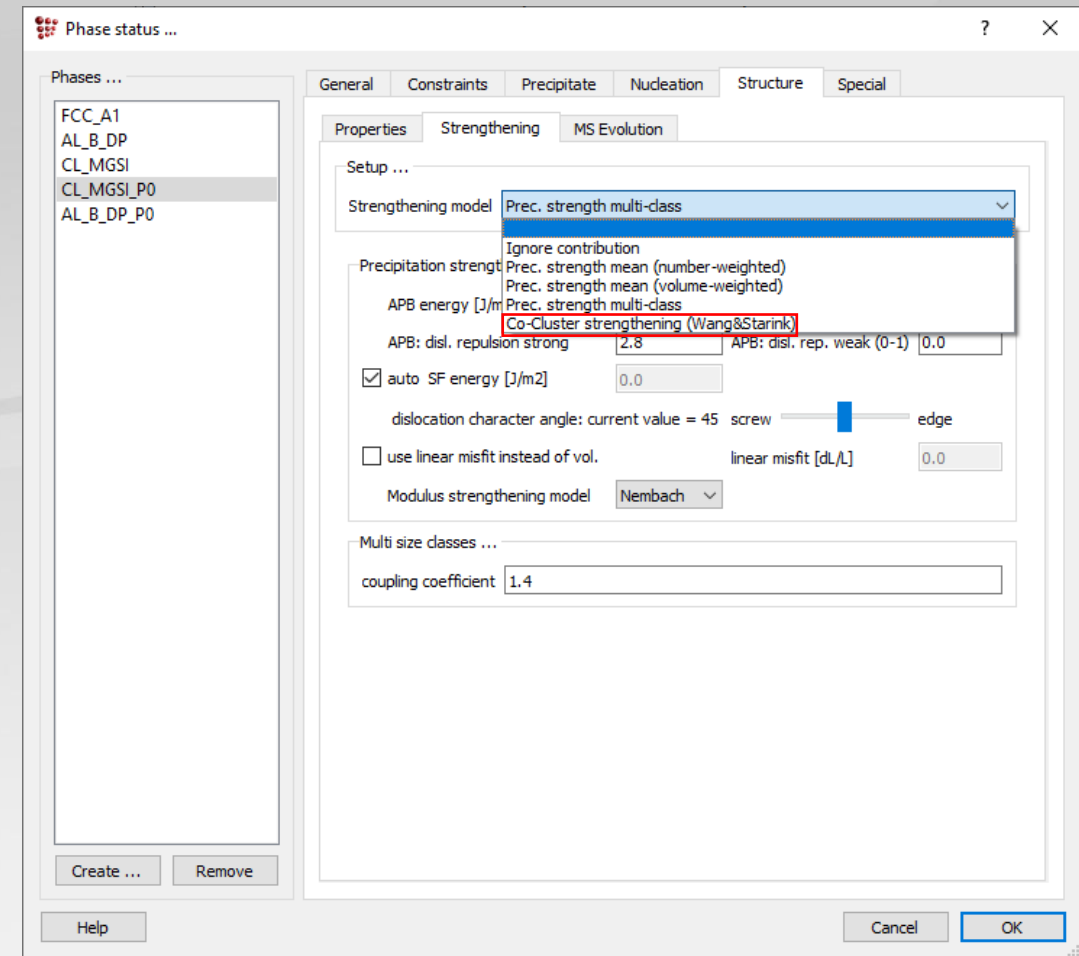 Phase status ...
?
Phases ...
FCC_A1
AL_B_DP
CL_MGSI
CL_MGSI_P0
AL_B_DP_P0
Create ...
Remove
General
Constraints
Precipitate
Nucleation
Structure
Special
Properties
Strengthening
MS Evolution
Setup ...
Strengthening model
Prec. strength multi-class
Ignore contribution
Prec. strength mean (number-weighted)
Prec. strength mean (volume-weighted)
Prec. strength multi-class
Co-Cluster strengthening (Wang&Starink)
Precipitation strengt
APB energy [J/m
APB: disl. repulsion strong 2.8 APB: disl. rep. weak (0-1) 0.0
auto SF energy [J/m2] 0.0
dislocation character angle: current value = 45 screw edge
use linear misfit instead of vol. linear misfit [dL/L] 0.0
Modulus strengthening model Nembach
Multi size classes ...
coupling coefficient 1.4
Help
Cancel
OK